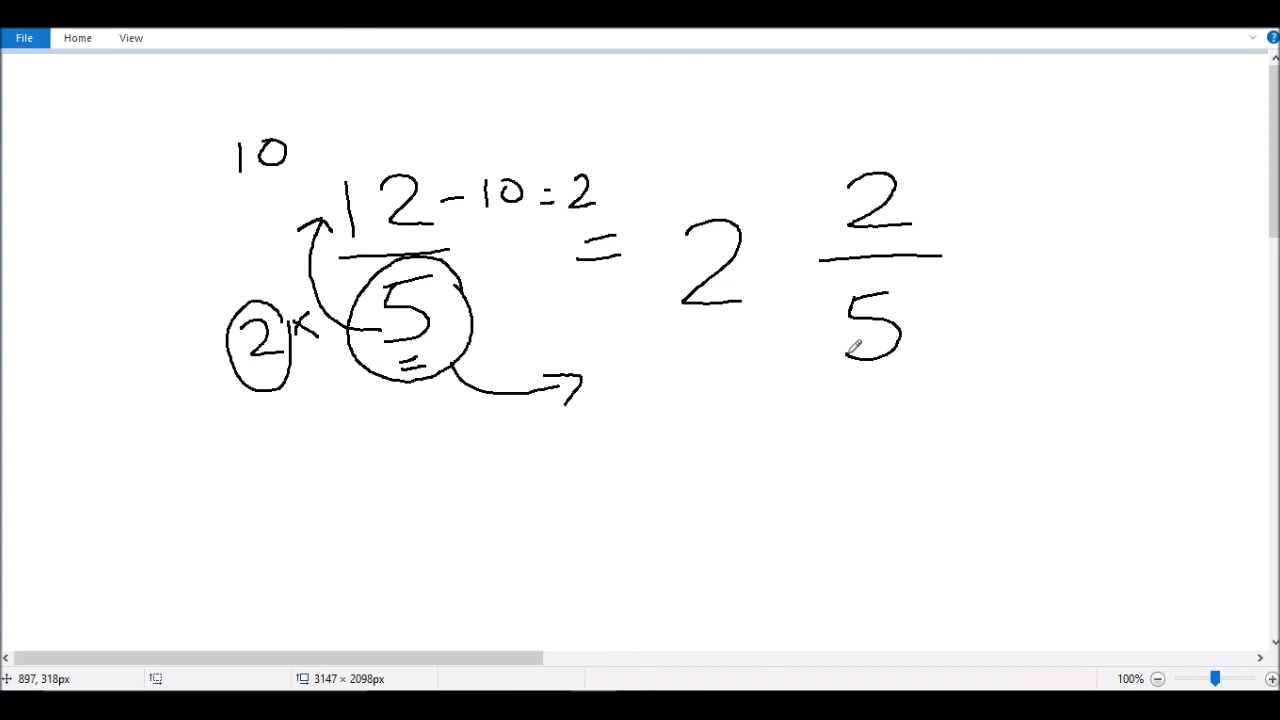 File Home View
10
12 - 10 = 2
= 2 2
2 × 5 5
=
897, 318px 3147 × 2098px 100%